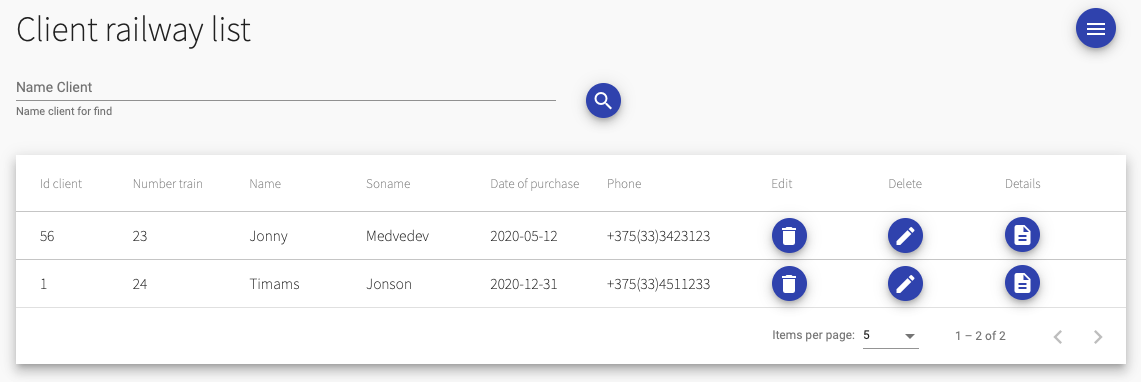 Client railway list
Name Client
Name client for find
Id client Number train Name Soname Date of purchase Phone Edit Delete Details
56 23 Jonny Medvedev 2020-05-12 +375(33)3423123
1 24 Timams Jonson 2020-12-31 +375(33)4511233
Items per page: 5 1 – 2 of 2